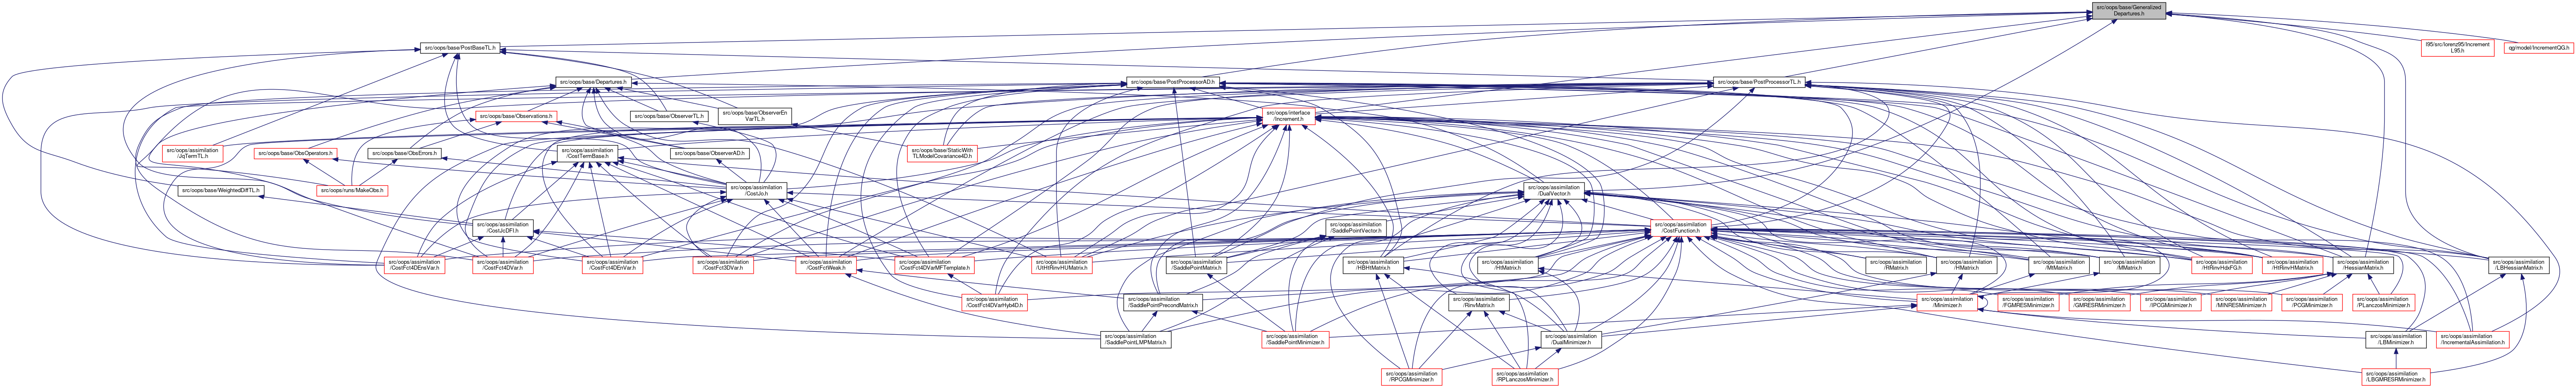 src/oops/base/Generalized
Departures.h
src/oops/base/PostBaseTL.h
l95/src/lorenz95/Increment
L95.h
qg/model/IncrementQG.h
src/oops/base/Departures.h
src/oops/base/PostProcessorAD.h
src/oops/base/PostProcessorTL.h
src/oops/base/Observations.h
src/oops/base/ObserverTL.h
src/oops/base/ObserverEn
VarTL.h
src/oops/interface
/Increment.h
src/oops/assimilation
/JqTermTL.h
src/oops/base/ObsOperators.h
src/oops/base/ObsErrors.h
src/oops/assimilation
/CostTermBase.h
src/oops/base/ObserverAD.h
src/oops/base/StaticWith
TLModelCovariance4D.h
src/oops/base/WeightedDiffTL.h
src/oops/runs/MakeObs.h
src/oops/assimilation
/CostJo.h
src/oops/assimilation
/DualVector.h
src/oops/assimilation
/CostJcDFI.h
src/oops/assimilation
/SaddlePointVector.h
src/oops/assimilation
/CostFunction.h
src/oops/assimilation
/CostFct4DEnsVar.h
src/oops/assimilation
/CostFct4DVar.h
src/oops/assimilation
/CostFct4DEnVar.h
src/oops/assimilation
/CostFct3DVar.h
src/oops/assimilation
/CostFctWeak.h
src/oops/assimilation
/CostFct4DVarMFTemplate.h
src/oops/assimilation
/UtHtRinvHUMatrix.h
src/oops/assimilation
/SaddlePointMatrix.h
src/oops/assimilation
/HBHtMatrix.h
src/oops/assimilation
/HtMatrix.h
src/oops/assimilation
/RMatrix.h
src/oops/assimilation
/HMatrix.h
src/oops/assimilation
/MtMatrix.h
src/oops/assimilation
/MMatrix.h
src/oops/assimilation
/HtRinvHdxFG.h
src/oops/assimilation
/HtRinvHMatrix.h
src/oops/assimilation
/HessianMatrix.h
src/oops/assimilation
/LBHessianMatrix.h
src/oops/assimilation
/CostFct4DVarHyb4D.h
src/oops/assimilation
/SaddlePointPrecondMatrix.h
src/oops/assimilation
/RinvMatrix.h
src/oops/assimilation
/Minimizer.h
src/oops/assimilation
/FGMRESMinimizer.h
src/oops/assimilation
/GMRESRMinimizer.h
src/oops/assimilation
/IPCGMinimizer.h
src/oops/assimilation
/MINRESMinimizer.h
src/oops/assimilation
/PCGMinimizer.h
src/oops/assimilation
/PLanczosMinimizer.h
src/oops/assimilation
/SaddlePointLMPMatrix.h
src/oops/assimilation
/SaddlePointMinimizer.h
src/oops/assimilation
/DualMinimizer.h
src/oops/assimilation
/LBMinimizer.h
src/oops/assimilation
/IncrementalAssimilation.h
src/oops/assimilation
/RPCGMinimizer.h
src/oops/assimilation
/RPLanczosMinimizer.h
src/oops/assimilation
/LBGMRESRMinimizer.h